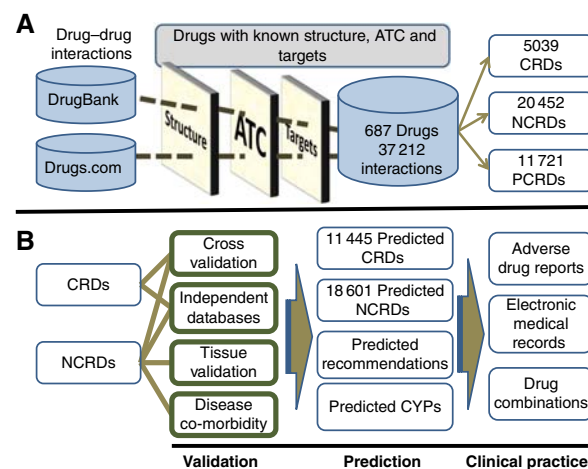 A
Drug–drug
interactions
Drugs with known structure, ATC and
targets
DrugBank
Drugs.com
Structure
ATC
Targets
687 Drugs
37 212
interactions
5039
CRDs
20 452
NCRDs
11 721
PCRDs
B
CRDs
NCRDs
Cross
validation
Independent
databases
Tissue
validation
Disease
co-morbidity
11 445 Predicted
CRDs
18 601 Predicted
NCRDs
Predicted
recommendations
Predicted CYPs
Adverse
drug reports
Electronic
medical
records
Drug
combinations
Validation
Prediction
Clinical practice